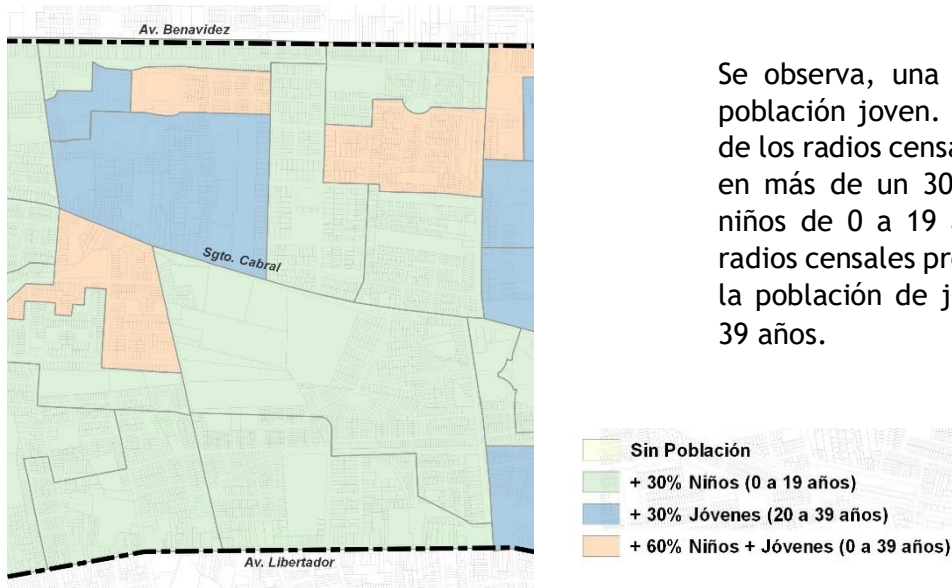 Av. Benavidez
Sgto. Cabral
Av. Libertador
Se observa, una
población joven.
de los radios censa
en más de un 30
niños de 0 a 19
radios censales pr
la población de j
39 años.
Sin Población
+ 30% Niños (0 a 19 años)
+ 30% Jóvenes (20 a 39 años)
+ 60% Niños + Jóvenes (0 a 39 años)